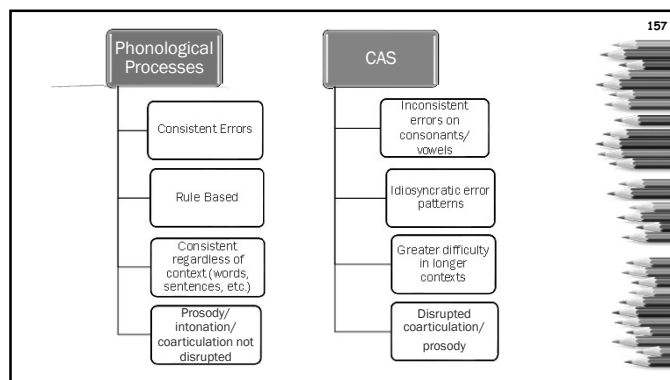 157
Phonological
Processes
Consistent Errors
Rule Based
Consistent
regardless of
context (words,
sentences, etc.)
Prosody/
intonation/
coarticulation not
disrupted
CAS
Inconsistent
errors on
consonants/
vowels
Idiosyncratic error
patterns
Greater difficulty
in longer
contexts
Disrupted
coarticulation/
prosody